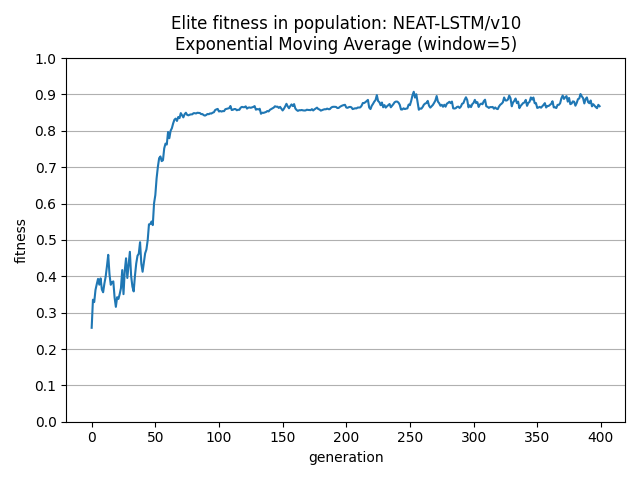 Elite fitness in population: NEAT-LSTM/v10
Exponential Moving Average (window=5)
1.0
0.9
0.8
0.7
0.6
0.5
0.4
0.3
0.2
0.1
0.0
fitness
0 50 100 150 200 250 300 350 400
generation